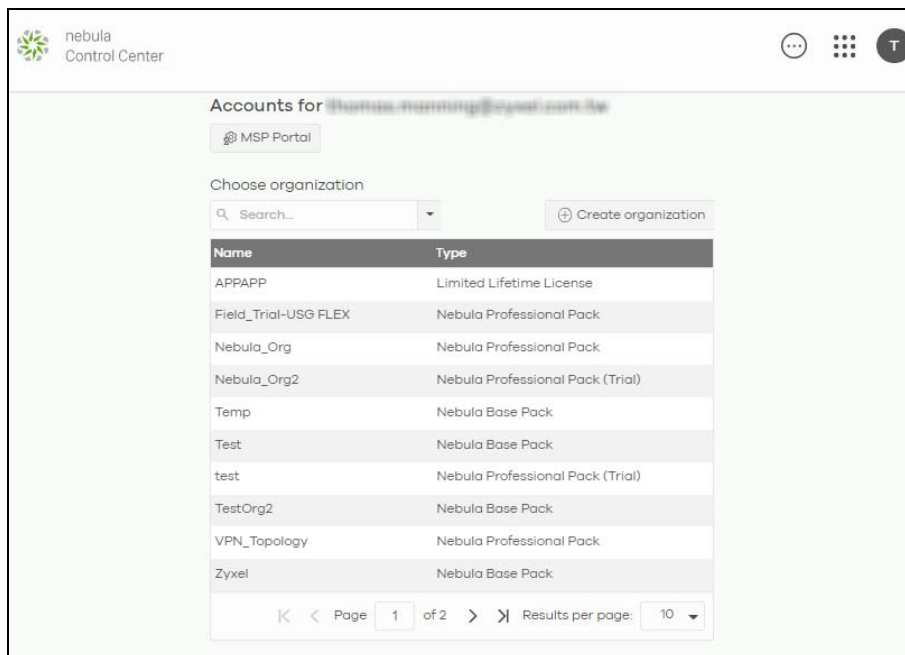 nebula
Control Center
T
Accounts for
MSP Portal
Choose organization
Search...
Create organization
Name Type
APPAPP Limited Lifetime License
Field_Trial-USG FLEX Nebula Professional Pack
Nebula_Org Nebula Professional Pack
Nebula_Org2 Nebula Professional Pack (Trial)
Temp Nebula Base Pack
Test Nebula Base Pack
test Nebula Professional Pack (Trial)
TestOrg2 Nebula Base Pack
VPN_Topology Nebula Professional Pack
Zyxel Nebula Base Pack
Page 1 of 2 Results per page: 10